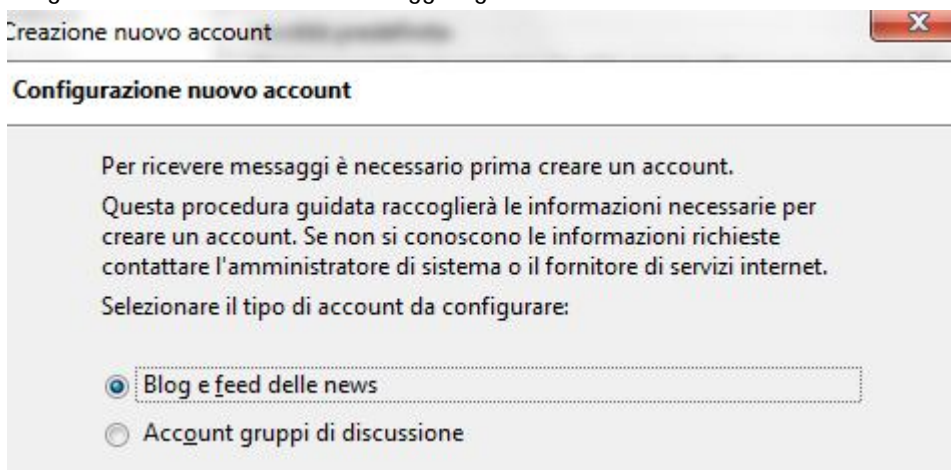 Creazione nuovo account
Configurazione nuovo account
Per ricevere messaggi è necessario prima creare un account.
Questa procedura guidata raccoglierà le informazioni necessarie per
creare un account. Se non si conoscono le informazioni richieste
contattare l'amministratore di sistema o il fornitore di servizi internet.
Selezionare il tipo di account da configurare:
Blog e feed delle news
Account gruppi di discussione